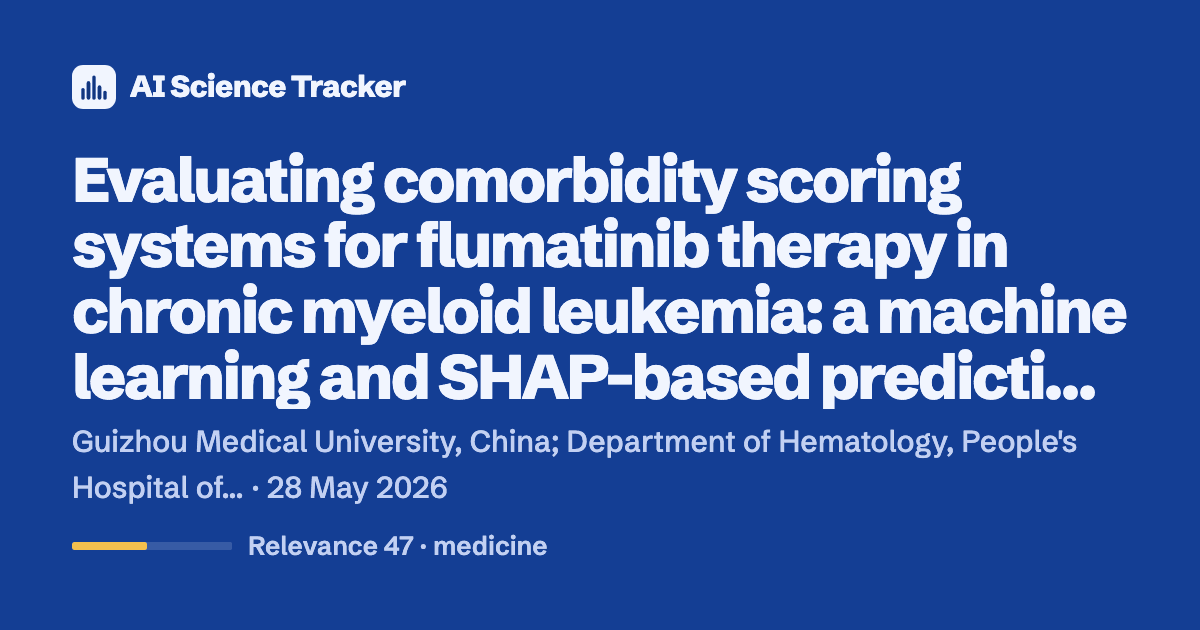 AI Science Tracker
Evaluating comorbidity scoring
systems for flumatinib therapy in
chronic myeloid leukemia: a machine
learning and SHAP-based predicti...
Guizhou Medical University, China; Department of Hematology, People's
Hospital of... · 28 May 2026
Relevance 47 · medicine